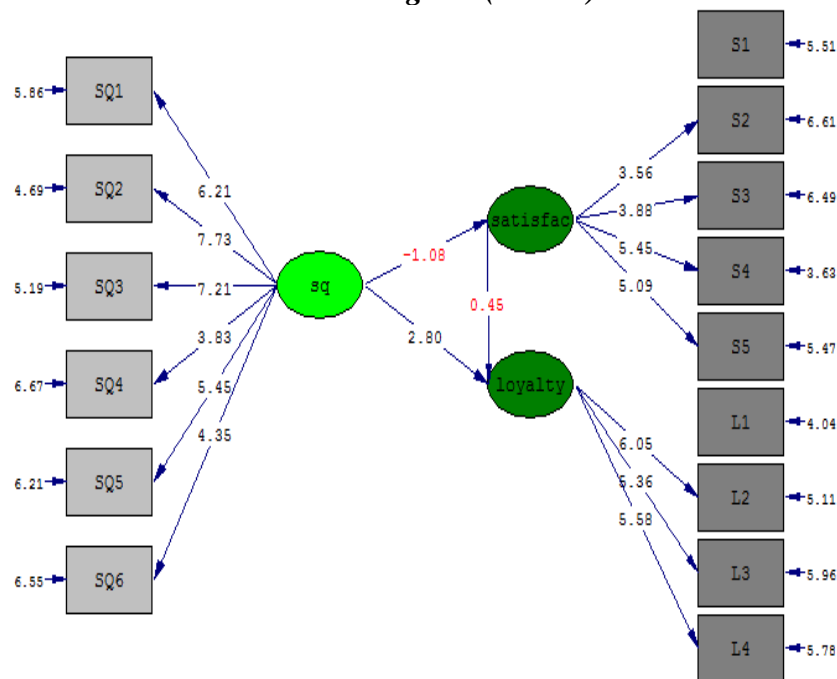 S1
5.51
5.86
SQ1
S2
6.61
3.56
4.69
SQ2
6.21
S3
6.49
3.88
7.73
satisfac
-1.08
5.45
S4
3.63
5.19
SQ3
7.21
sq
5.09
0.45
3.83
2.80
S5
5.47
6.67
SQ4
5.45
loyalty
L1
4.04
4.35
6.05
6.21
SQ5
5.36
L2
5.11
5.58
6.55
SQ6
L3
5.96
L4
5.78